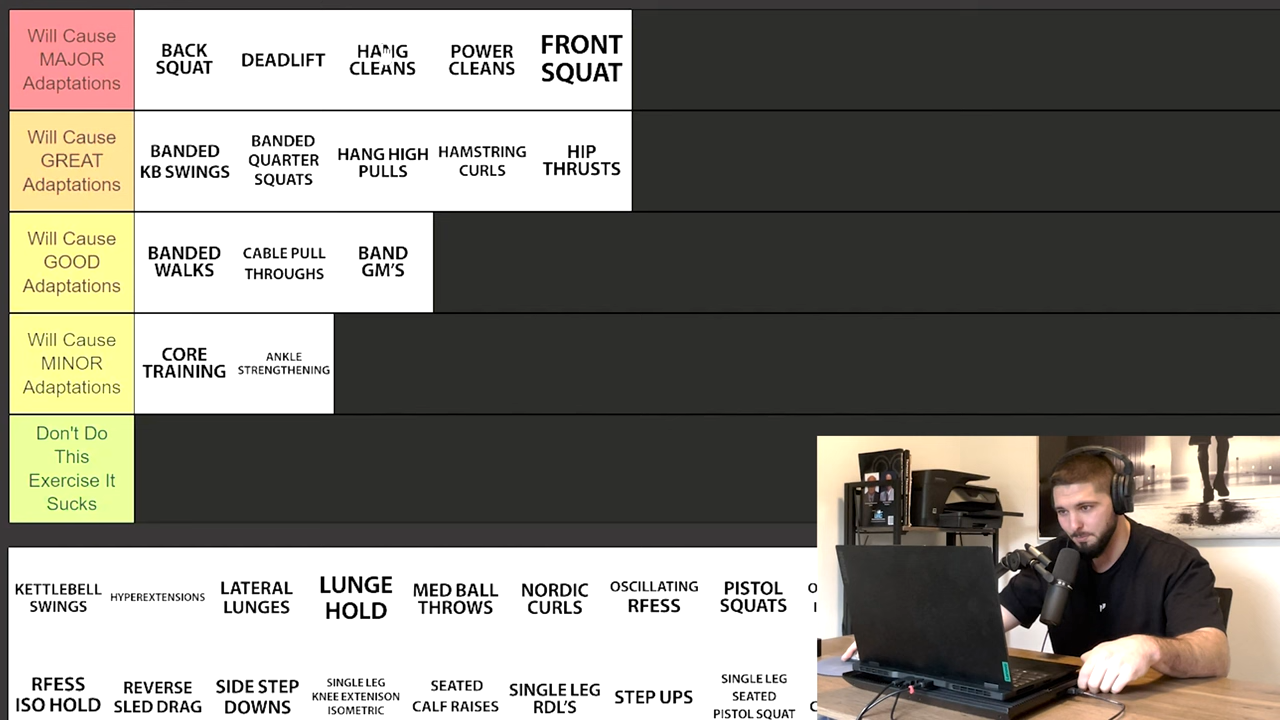 Will Cause
MAJOR
Adaptations
BACK
SQUAT
DEADLIFT
HANG
CLEANS
POWER
CLEANS
FRONT
SQUAT
Will Cause
GREAT
Adaptations
BANDED
KB SWINGS
BANDED
QUARTER
SQUATS
HANG HIGH
PULLS
HAMSTRING
CURLS
HIP
THRUSTS
Will Cause
GOOD
Adaptations
BANDED
WALKS
CABLE PULL
THROUGHS
BAND
GM'S
Will Cause
MINOR
Adaptations
CORE
TRAINING
ANKLE
STRENGTHENING
Don't Do
This
Exercise It
Sucks
KETTLEBELL
SWINGS
HYPEREXTENSIONS
LATERAL
LUNGES
LUNGE
HOLD
MED BALL
THROWS
NORDIC
CURLS
OSCILLATING
RFESS
PISTOL
SQUATS
RFESS
ISO HOLD
REVERSE
SLED DRAG
SIDE STEP
DOWNS
SINGLE LEG
KNEE EXTENISON
ISOMETRIC
SEATED
CALF RAISES
SINGLE LEG
RDL'S
STEP UPS
SINGLE LEG
SEATED
PISTOL SQUAT